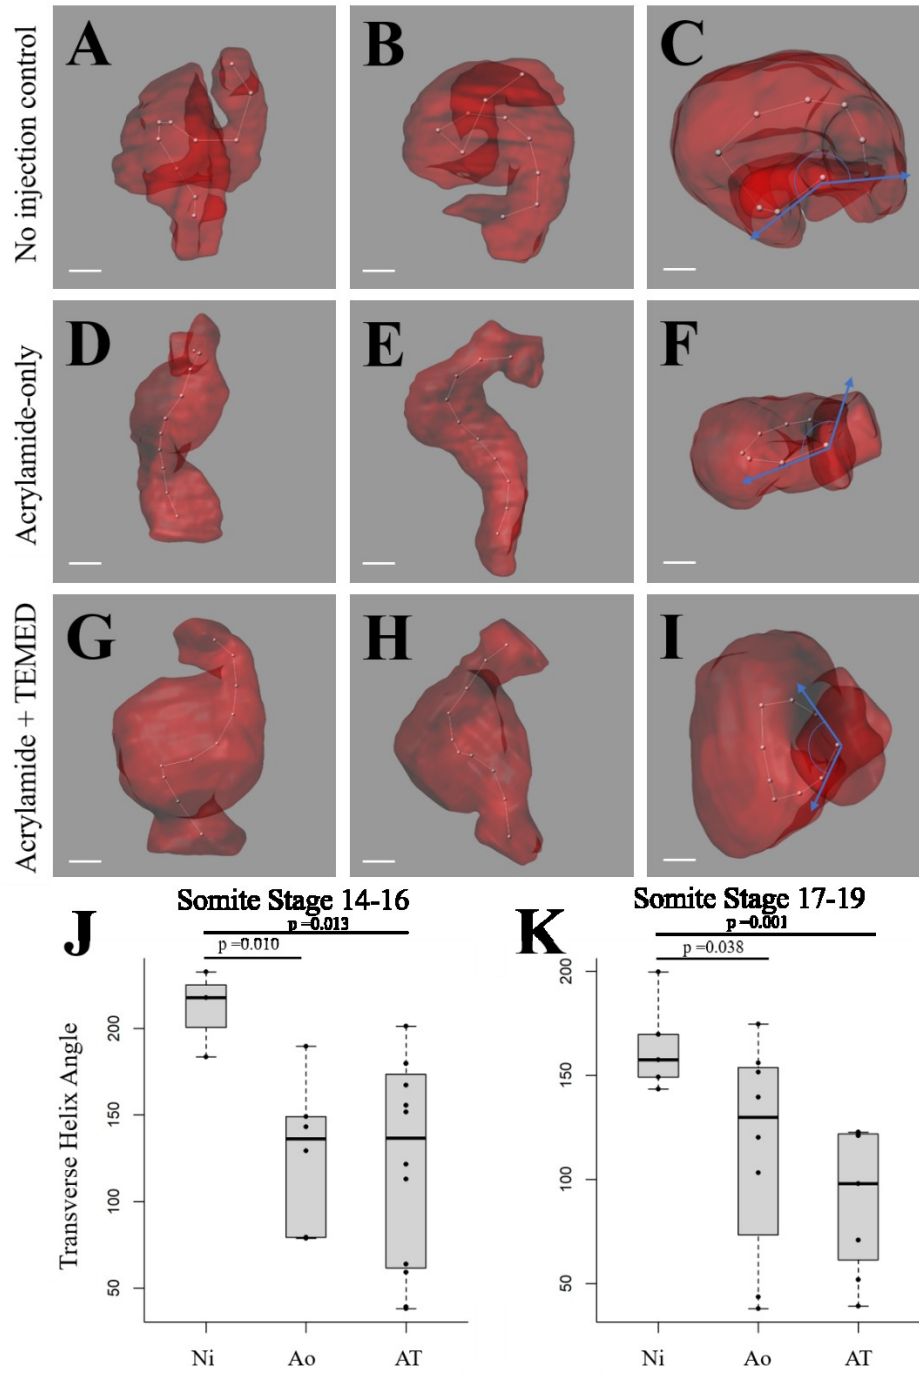 No injection control
A
B
C
Acrylamide-only
D
E
F
Acrylamide + TEMED
G
H
I
J
Somite Stage 14-16
p =0.013
p =0.010
Transverse Helix Angle
200
150
100
50
Ni
Ao
AT
K
Somite Stage 17-19
p =0.001
p =0.038
200
150
100
50
Ni
Ao
AT